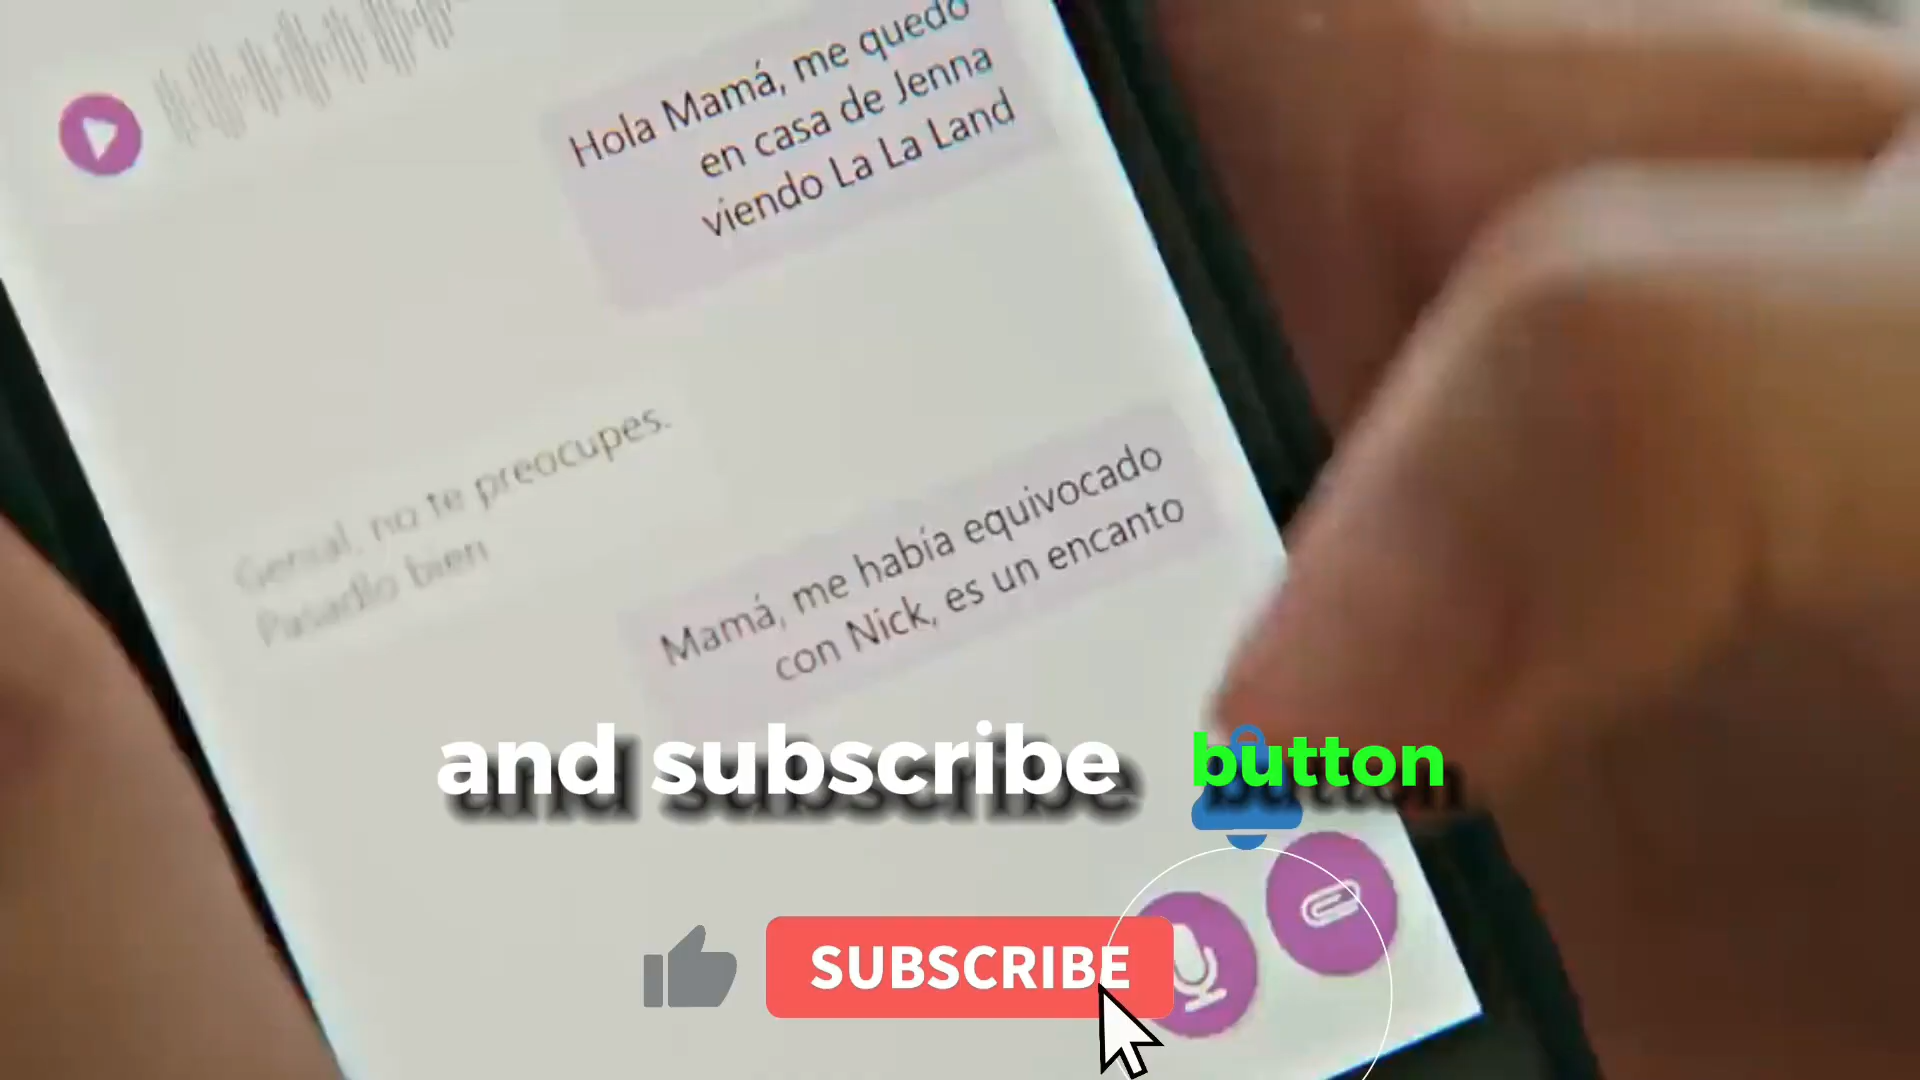 Hola Mamá, me quedo
en casa de Jenna
viendo La La Land
Genial, no te preocupes.
Pasadlo bien
Mamá, me había equivocado
con Nick, es un encanto
and subscribe button
SUBSCRIBE